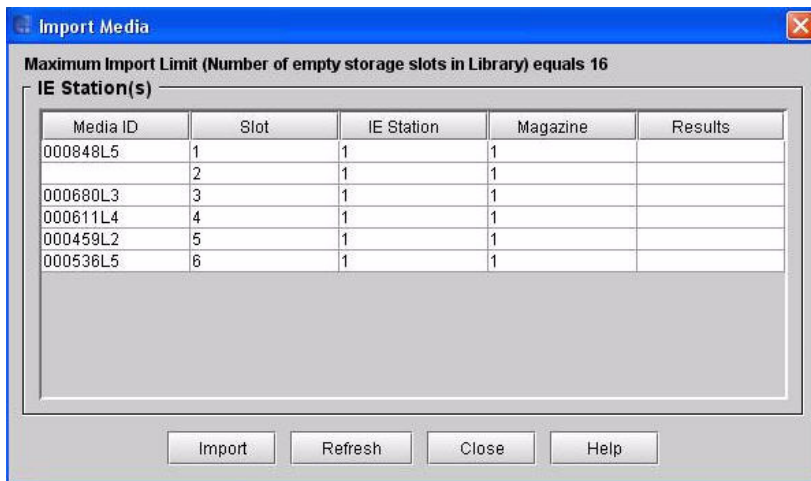 Import Media
Maximum Import Limit (Number of empty storage slots in Library) equals 16
IE Station(s)
Media ID Slot IE Station Magazine Results
000848L5 1 1 1
2 1 1
000680L3 3 1 1
000611L4 4 1 1
000459L2 5 1 1
000536L5 6 1 1
Import Refresh Close Help